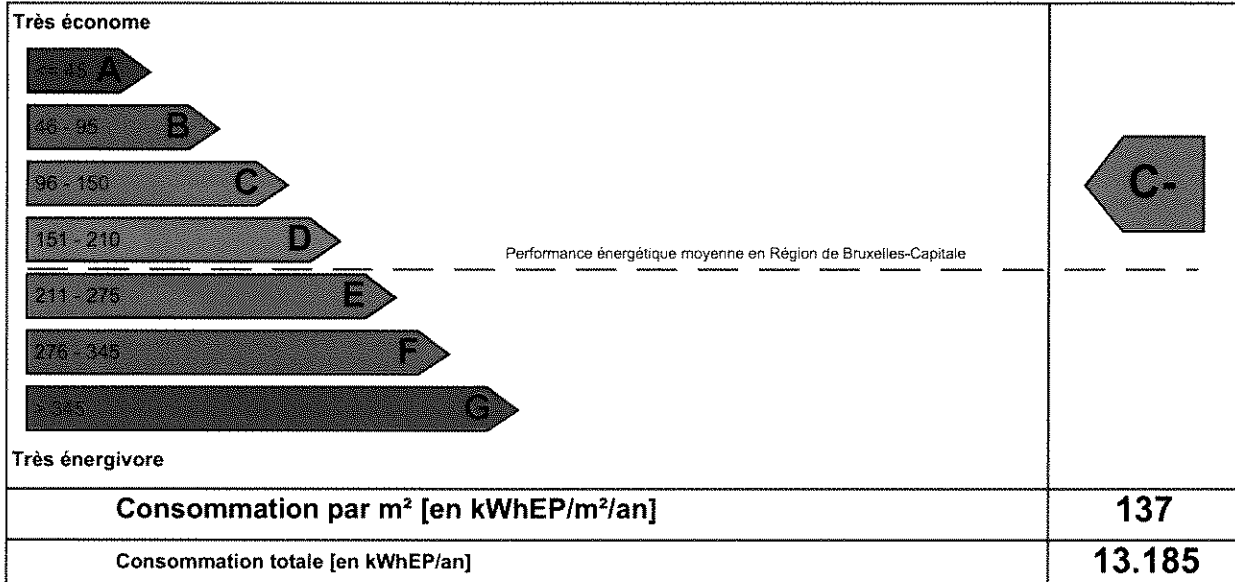 Très économe
<= 45 A
46 - 95 B
96 - 150 C
C-
151 - 210 D
Performance énergétique moyenne en Région de Bruxelles-Capitale
211 - 275 E
276 - 345 F
> 345 G
Très énergivore
Consommation par m² [en kWhEP/m²/an] 137
Consommation totale [en kWhEP/an] 13.185